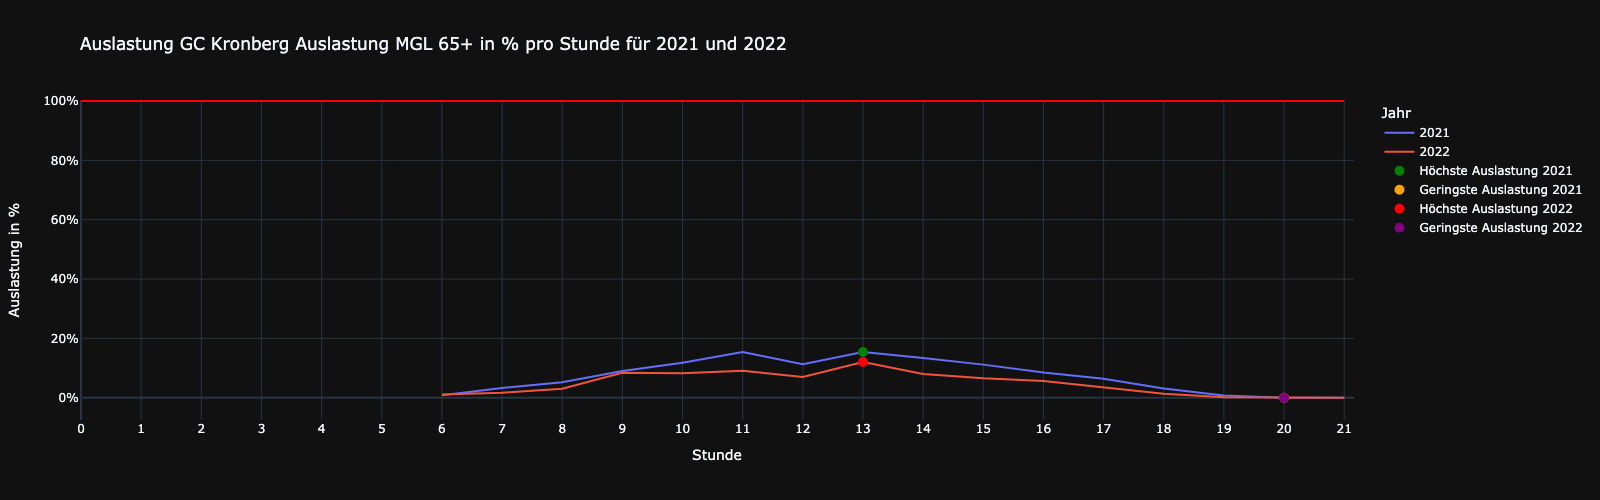 Auslastung GC Kronberg Auslastung MGL 65+ in % pro Stunde für 2021 und 2022
100%
80%
60%
40%
20%
0%
Auslastung in %
0 1 2 3 4 5 6 7 8 9 10 11 12 13 14 15 16 17 18 19 20 21
Stunde
Jahr
2021
2022
Höchste Auslastung 2021
Geringste Auslastung 2021
Höchste Auslastung 2022
Geringste Auslastung 2022